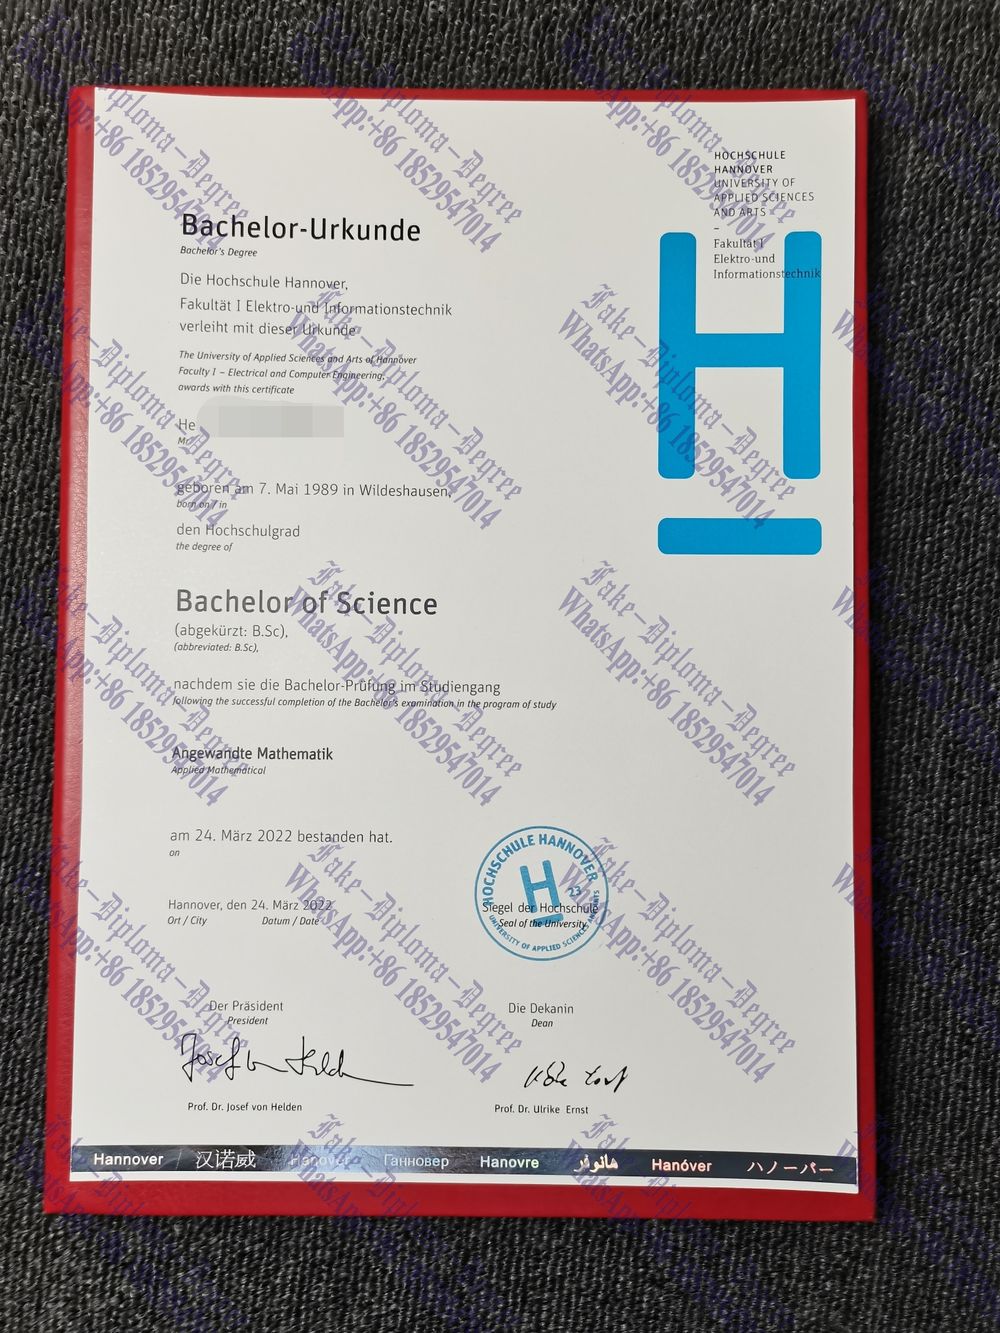 HOCHSCHULE
HANNOVER
UNIVERSITY OF
APPLIED SCIENCES
AND ARTS
–
Fakultät I
Elektro-und
Informationstechnik
Bachelor-Urkunde
Bachelor's Degree
Die Hochschule Hannover,
Fakultät I Elektro-und Informationstechnik
verleiht mit dieser Urkunde
The University of Applied Sciences and Arts of Hannover
Faculty I – Electrical and Computer Engineering,
awards with this certificate
He
Mr.
geboren am 7. Mai 1989 in Wildeshausen,
born on / in
den Hochschulgrad
the degree of
Bachelor of Science
(abgekürzt: B.Sc),
(abbreviated: B.Sc),
nachdem sie die Bachelor-Prüfung im Studiengang
following the successful completion of the Bachelor's examination in the program of study
Angewandte Mathematik
Applied Mathematical
am 24. März 2022 bestanden hat.
on
Hannover, den 24. März 2022
Ort / City Datum / Date
HOCHSCHULE HANNOVER
23
Siegel der Hochschule
Seal of the University
UNIVERSITY OF APPLIED SCIENCES AND ARTS
Der Präsident
President
Die Dekanin
Dean
Josef von Helden
Prof. Dr. Josef von Helden
Prof. Dr. Ulrike Ernst
Hannover 汉诺威 Hanover Ганновер Hanovre هانوفر Hanóver ハノーバー
Fake-Diploma-Degree
WhatsApp:+86 18529547014